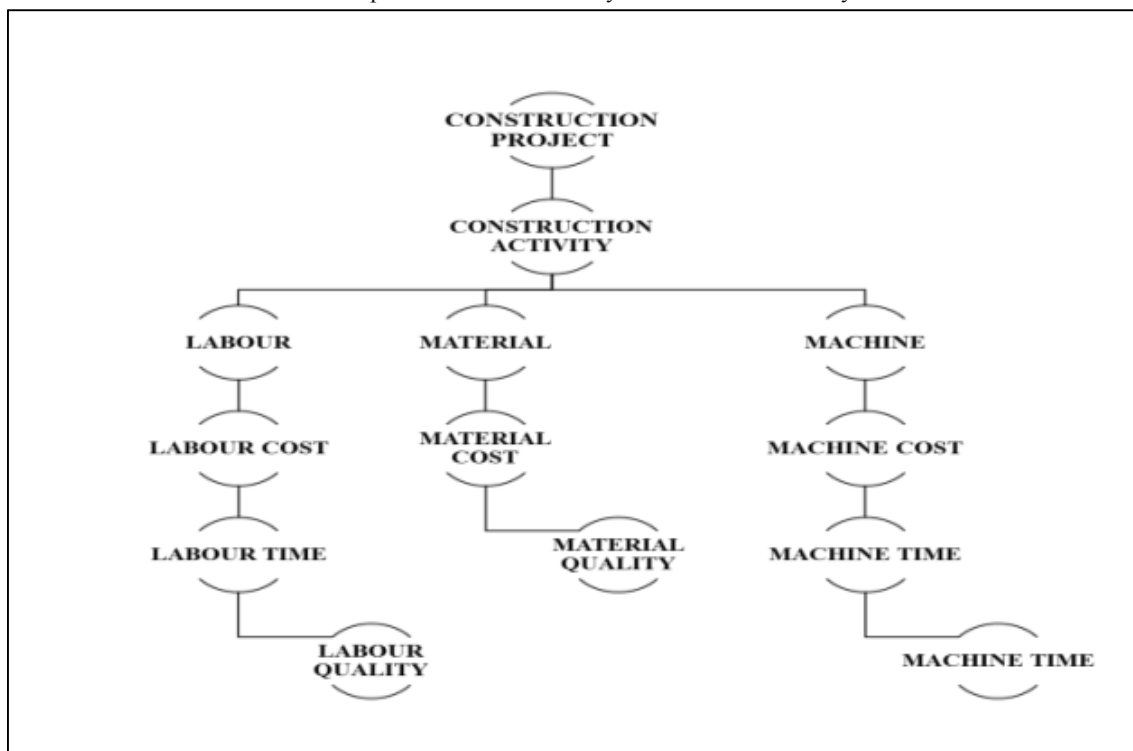 CONSTRUCTION
PROJECT
CONSTRUCTION
ACTIVITY
LABOUR
MATERIAL
MACHINE
LABOUR COST
MATERIAL
COST
MACHINE COST
LABOUR TIME
MATERIAL
QUALITY
MACHINE TIME
LABOUR
QUALITY
MACHINE TIME